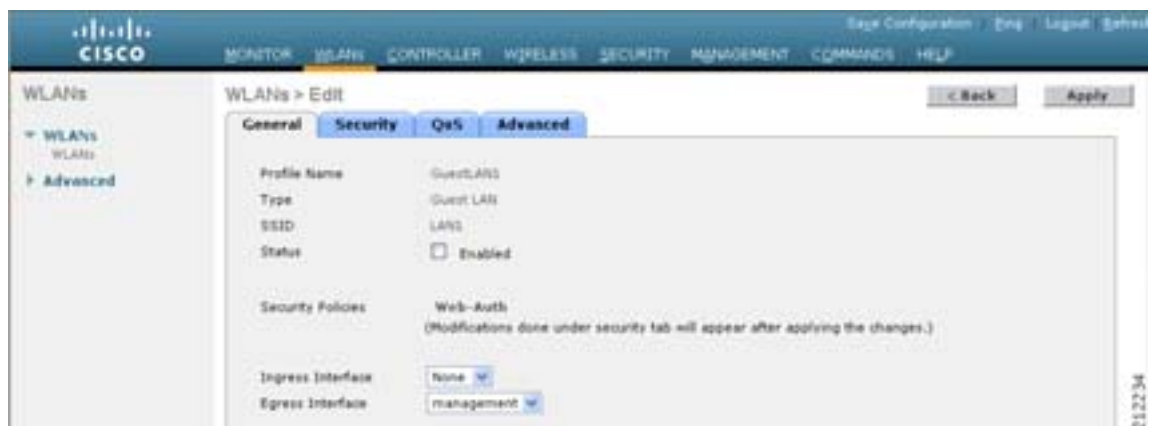 Save Configuration Ping Logout Refresh
CISCO
MONITOR WLANs CONTROLLER WIRELESS SECURITY MANAGEMENT COMMANDS HELP
WLANs
WLANs
WLANs
Advanced
WLANs > Edit
< Back
Apply
General Security QoS Advanced
Profile Name GuestLAN1
Type Guest LAN
SSID LAN1
Status Enabled
Security Policies Web-Auth
(Modifications done under security tab will appear after applying the changes.)
Ingress Interface None
Egress Interface management
212234